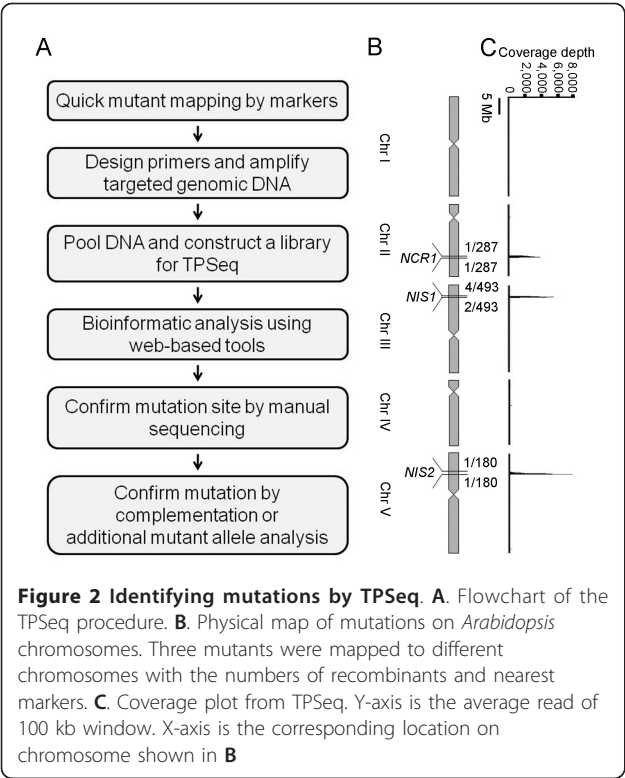 A
Quick mutant mapping by markers
Design primers and amplify
targeted genomic DNA
Pool DNA and construct a library
for TPSeq
Bioinformatic analysis using
web-based tools
Confirm mutation site by manual
sequencing
Confirm mutation by
complementation or
additional mutant allele analysis
B
Chr I
Chr II
NCR1
1/287
1/287
NIS1
4/493
2/493
Chr III
Chr IV
NIS2
1/180
1/180
Chr V
C
Coverage depth
0
2,000
4,000
6,000
8,000
5 Mb
Figure 2 Identifying mutations by TPSeq. A. Flowchart of the
TPSeq procedure. B. Physical map of mutations on Arabidopsis
chromosomes. Three mutants were mapped to different
chromosomes with the numbers of recombinants and nearest
markers. C. Coverage plot from TPSeq. Y-axis is the average read of
100 kb window. X-axis is the corresponding location on
chromosome shown in B